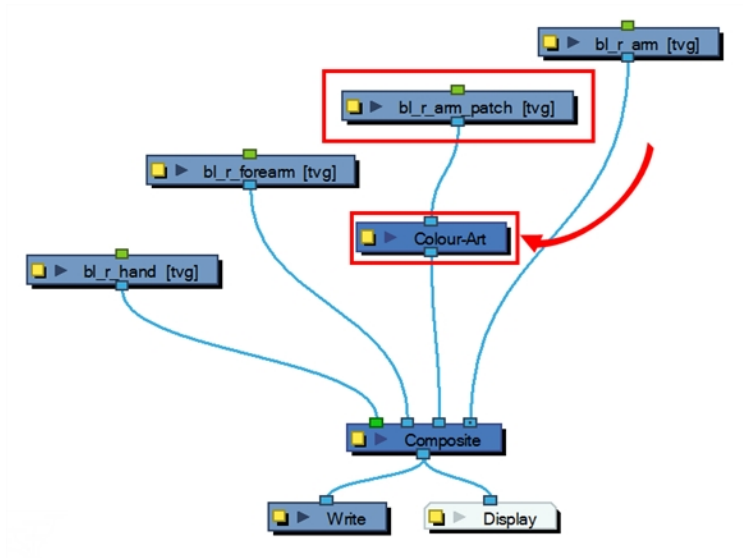 bl_r_arm [tvg]
bl_r_arm_patch [tvg]
bl_r_forearm [tvg]
Colour-Art
bl_r_hand [tvg]
Composite
Write
Display